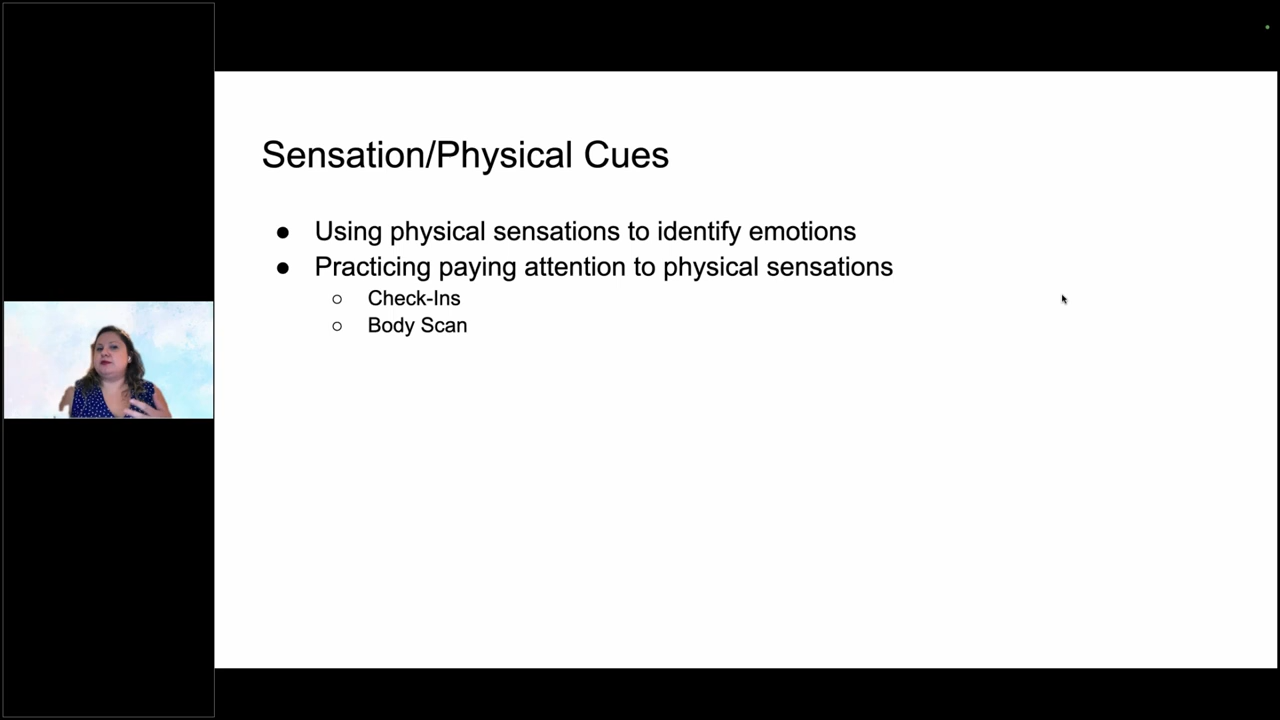 Sensation/Physical Cues
● Using physical sensations to identify emotions
● Practicing paying attention to physical sensations
○ Check-Ins
○ Body Scan